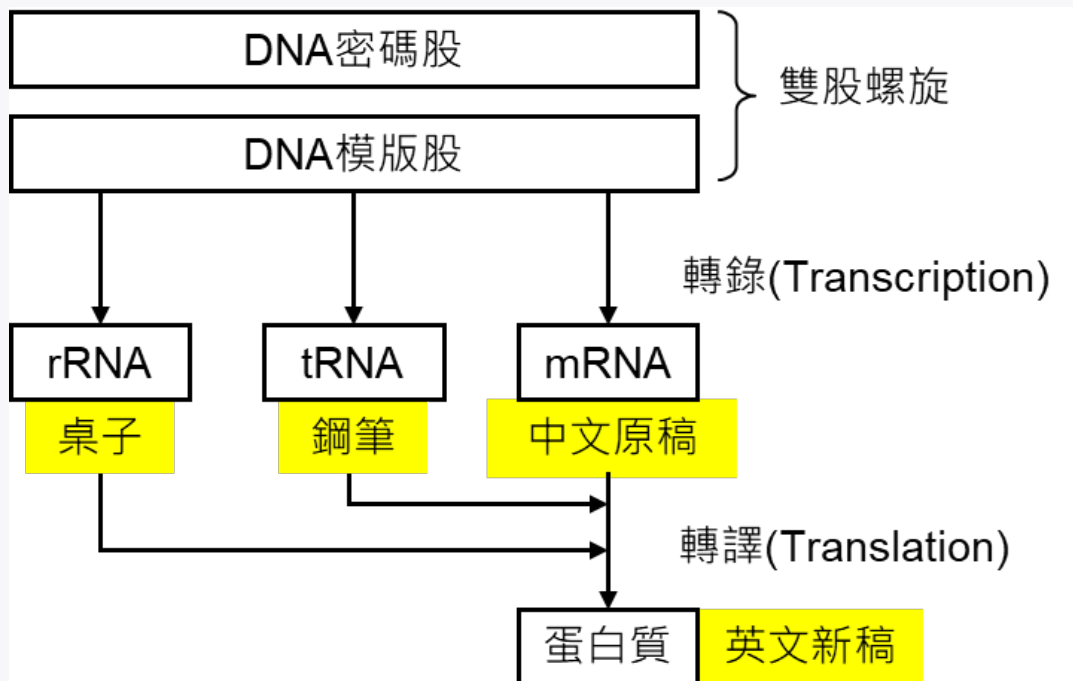 DNA密碼股
雙股螺旋
DNA模版股
轉錄(Transcription)
rRNA
tRNA
mRNA
桌子
鋼筆
中文原稿
轉譯(Translation)
蛋白質
英文新稿